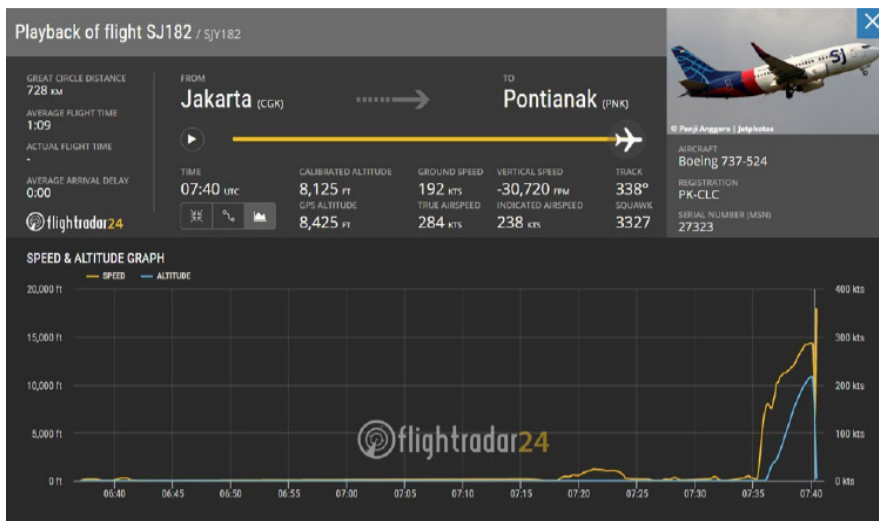 Playback of flight SJ182 / SJY182
GREAT CIRCLE DISTANCE
728 KM
AVERAGE FLIGHT TIME
1:09
ACTUAL FLIGHT TIME
-
AVERAGE ARRIVAL DELAY
0:00
flightradar24
FROM
Jakarta (CGK)
TO
Pontianak (PNK)
TIME
07:40 UTC
CALIBRATED ALTITUDE
8,125 FT
GPS ALTITUDE
8,425 FT
GROUND SPEED
192 KTS
TRUE AIRSPEED
284 KTS
VERTICAL SPEED
-30,720 FPM
INDICATED AIRSPEED
238 KTS
TRACK
338°
SQUAWK
3327
SJ
© Panji Anggoro | Jetphotos
AIRCRAFT
Boeing 737-524
REGISTRATION
PK-CLC
SERIAL NUMBER (MSN)
27323
SPEED & ALTITUDE GRAPH
SPEED ALTITUDE
20,000 ft 400 kts
15,000 ft 300 kts
10,000 ft 200 kts
5,000 ft 100 kts
flightradar24
0 ft 0 kts
06:40 06:45 06:50 06:55 07:00 07:05 07:10 07:15 07:20 07:25 07:30 07:35 07:40